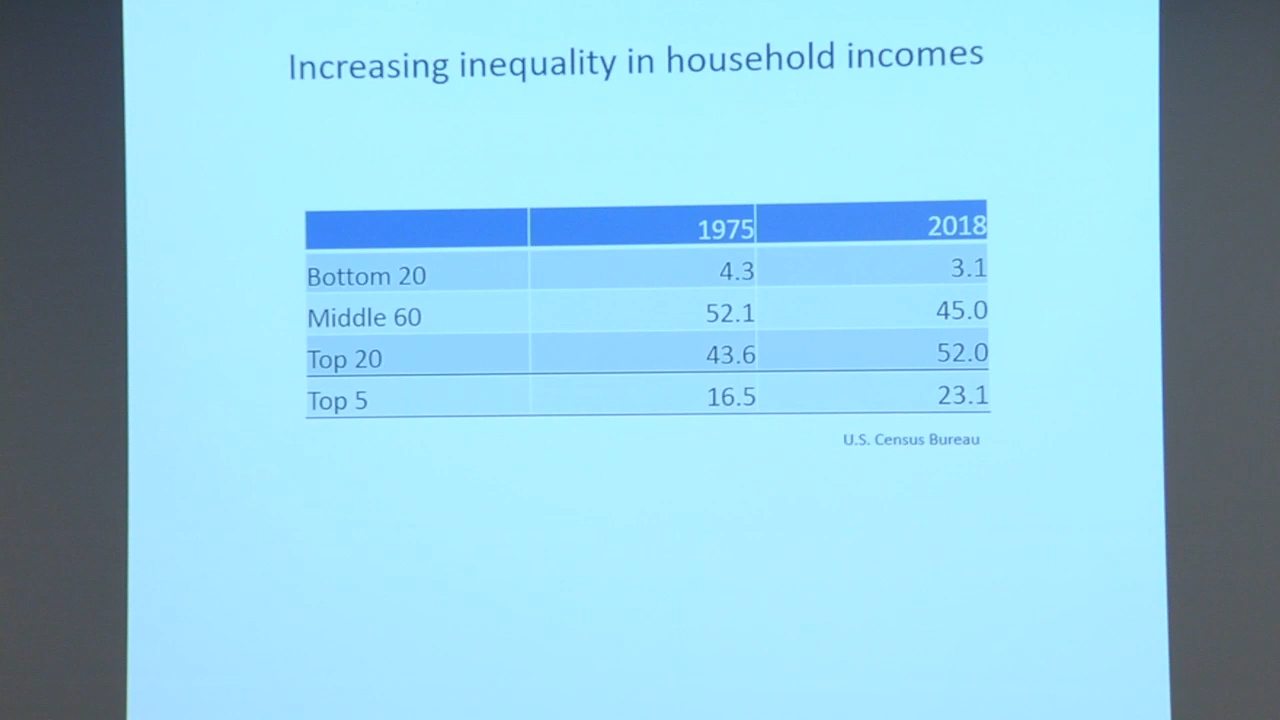 Increasing inequality in household incomes
1975 2018
Bottom 20 4.3 3.1
Middle 60 52.1 45.0
Top 20 43.6 52.0
Top 5 16.5 23.1
U.S. Census Bureau